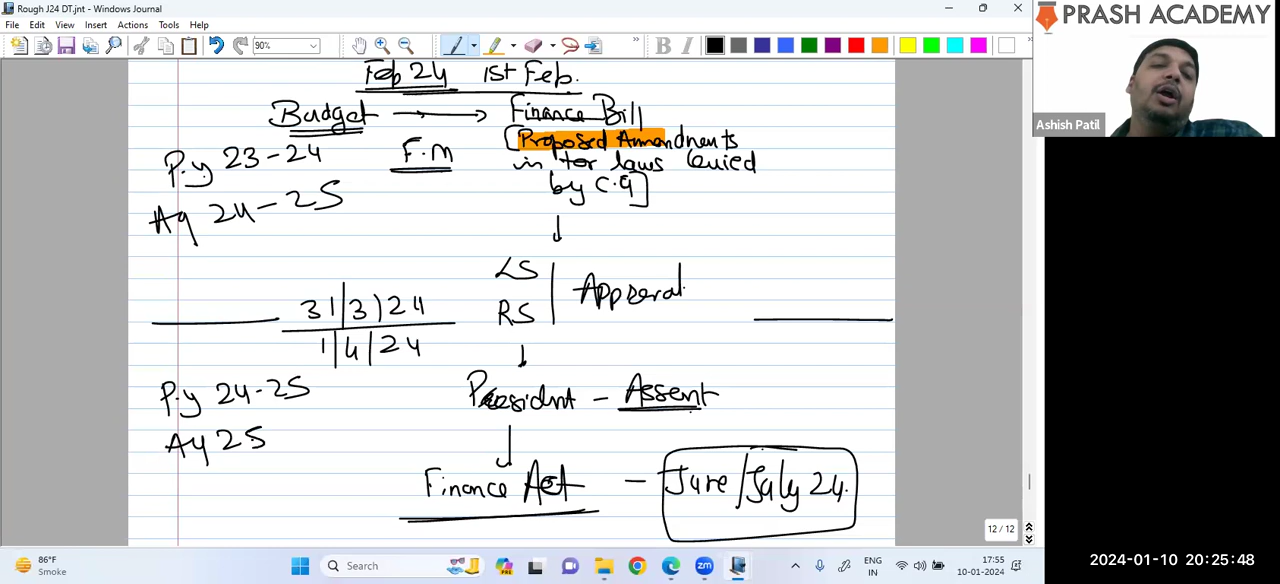 Rough J24 DT.jnt - Windows Journal
File Edit View Insert Actions Tools Help
90%
PRASH ACADEMY
Ashish Patil
Feb 24 1st Feb.
Budget → Finance Bill
P.y 23-24 F.M [Proposed Amendments
in tax laws levied
by C.G]
Ay 24-25
↓
LS
RS
Approval
31/3/24
1/4/24
↓
P.y 24-25 President - Assent
Ay 25
↓
Finance Act - June/July 24.
12/12
86°F
Smoke
Search
ENG
IN
17:55
10-01-2024
2024-01-10 20:25:48